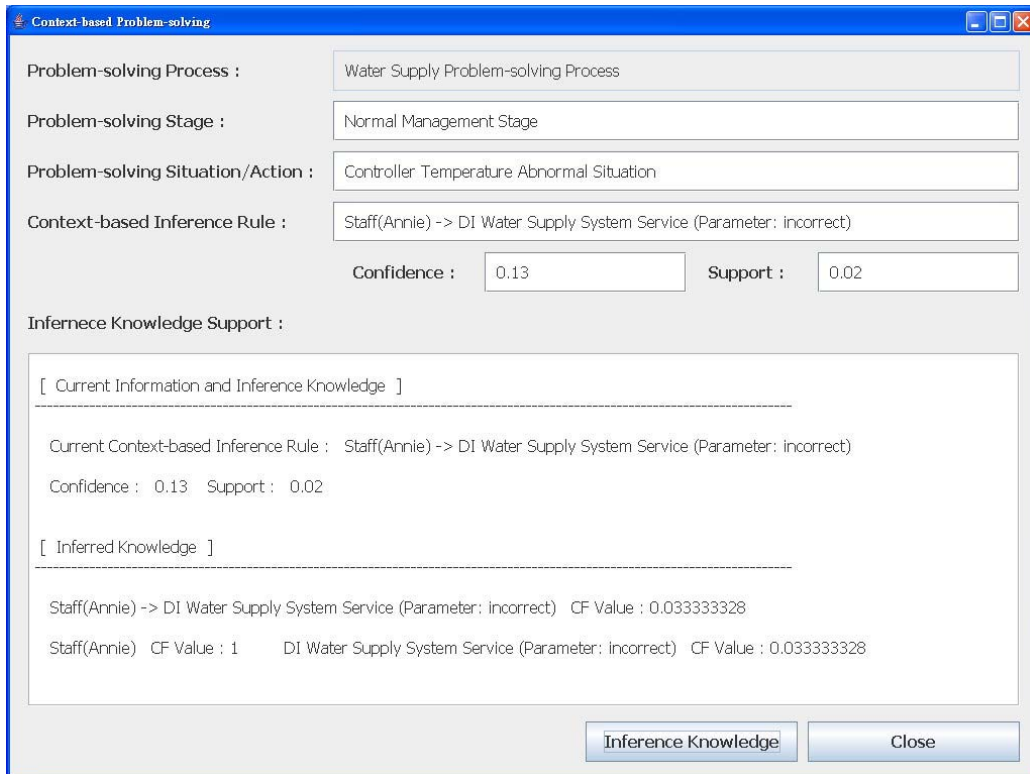 Context-based Problem-solving
Problem-solving Process : Water Supply Problem-solving Process
Problem-solving Stage : Normal Management Stage
Problem-solving Situation/Action : Controller Temperature Abnormal Situation
Context-based Inference Rule : Staff(Annie) -> DI Water Supply System Service (Parameter: incorrect)
Confidence : 0.13 Support : 0.02
Infernece Knowledge Support :
[ Current Information and Inference Knowledge ]
Current Context-based Inference Rule : Staff(Annie) -> DI Water Supply System Service (Parameter: incorrect)
Confidence : 0.13 Support : 0.02
[ Inferred Knowledge ]
Staff(Annie) -> DI Water Supply System Service (Parameter: incorrect) CF Value : 0.033333328
Staff(Annie) CF Value : 1 DI Water Supply System Service (Parameter: incorrect) CF Value : 0.033333328
Inference Knowledge Close